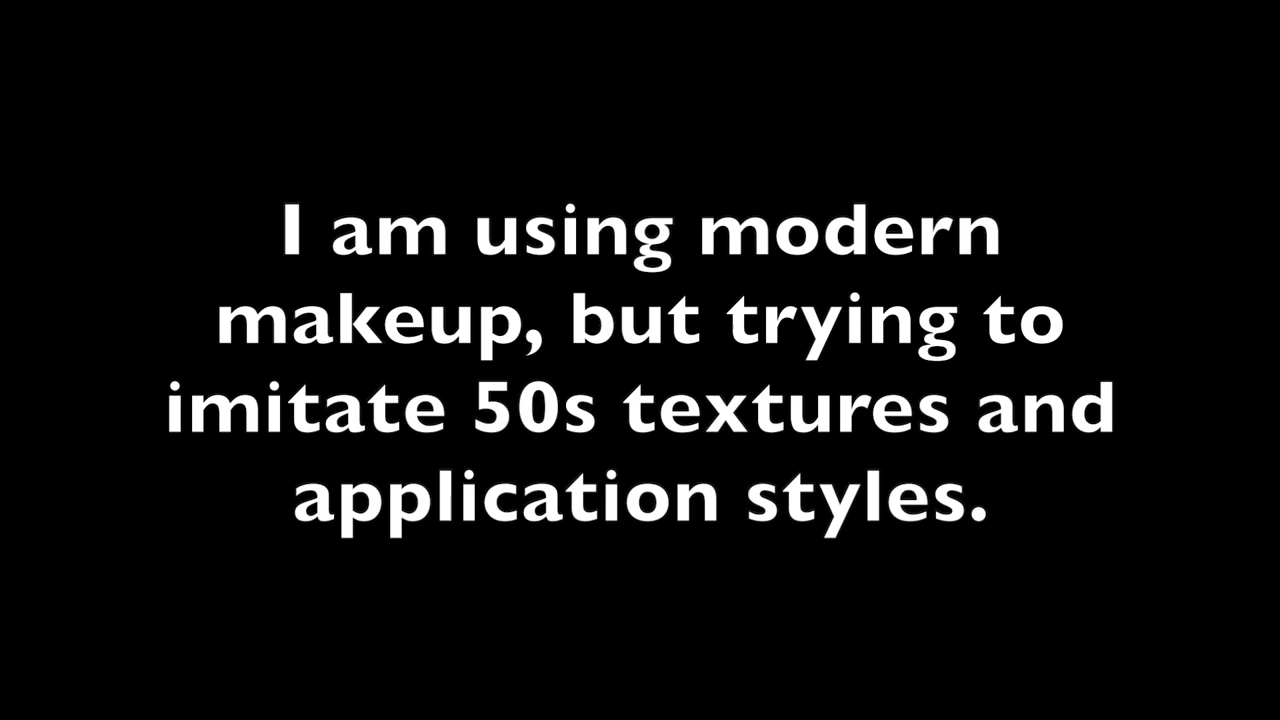 I am using modern
makeup, but trying to
imitate 50s textures and
application styles.